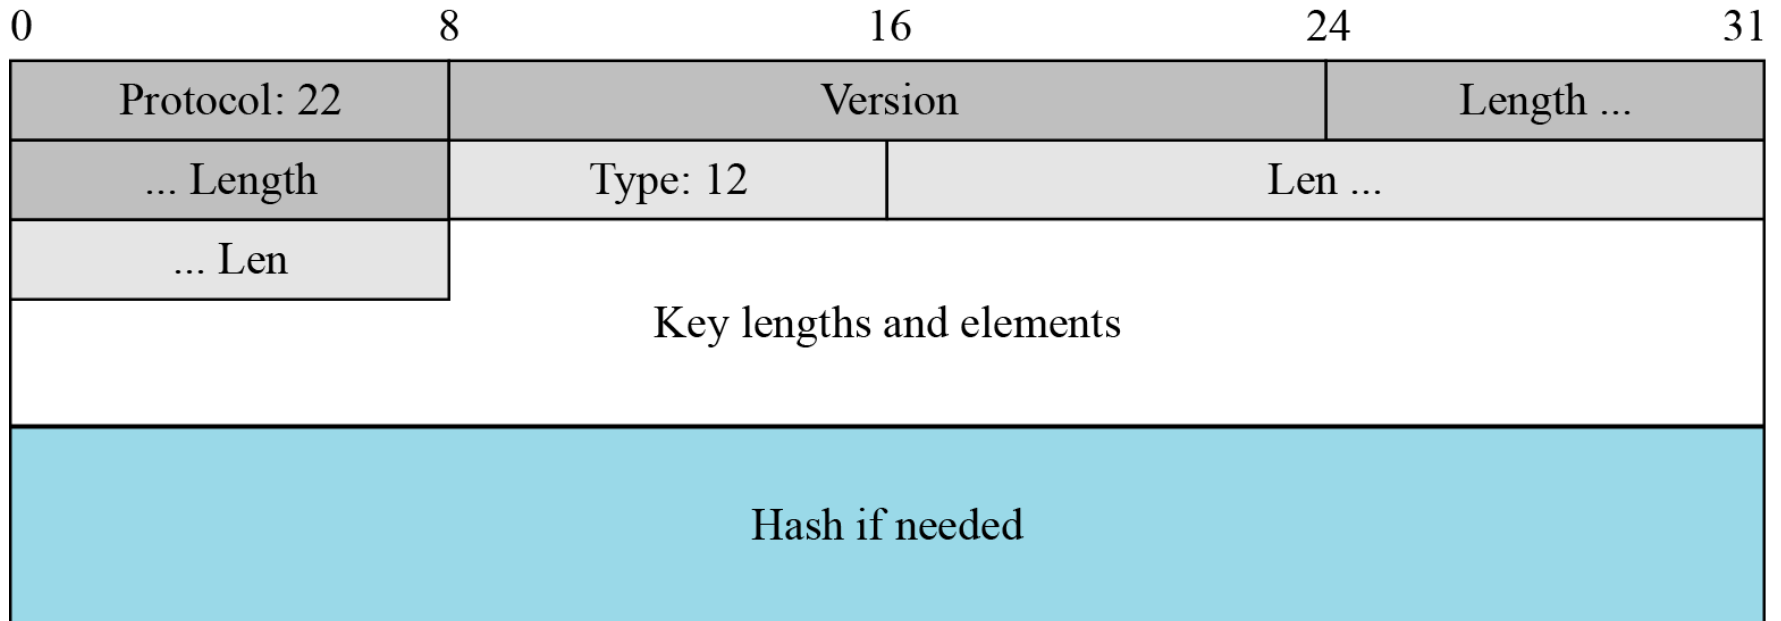 0 8 16 24 31
Protocol: 22 Version Length ...
... Length Type: 12 Len ...
... Len
Key lengths and elements
Hash if needed